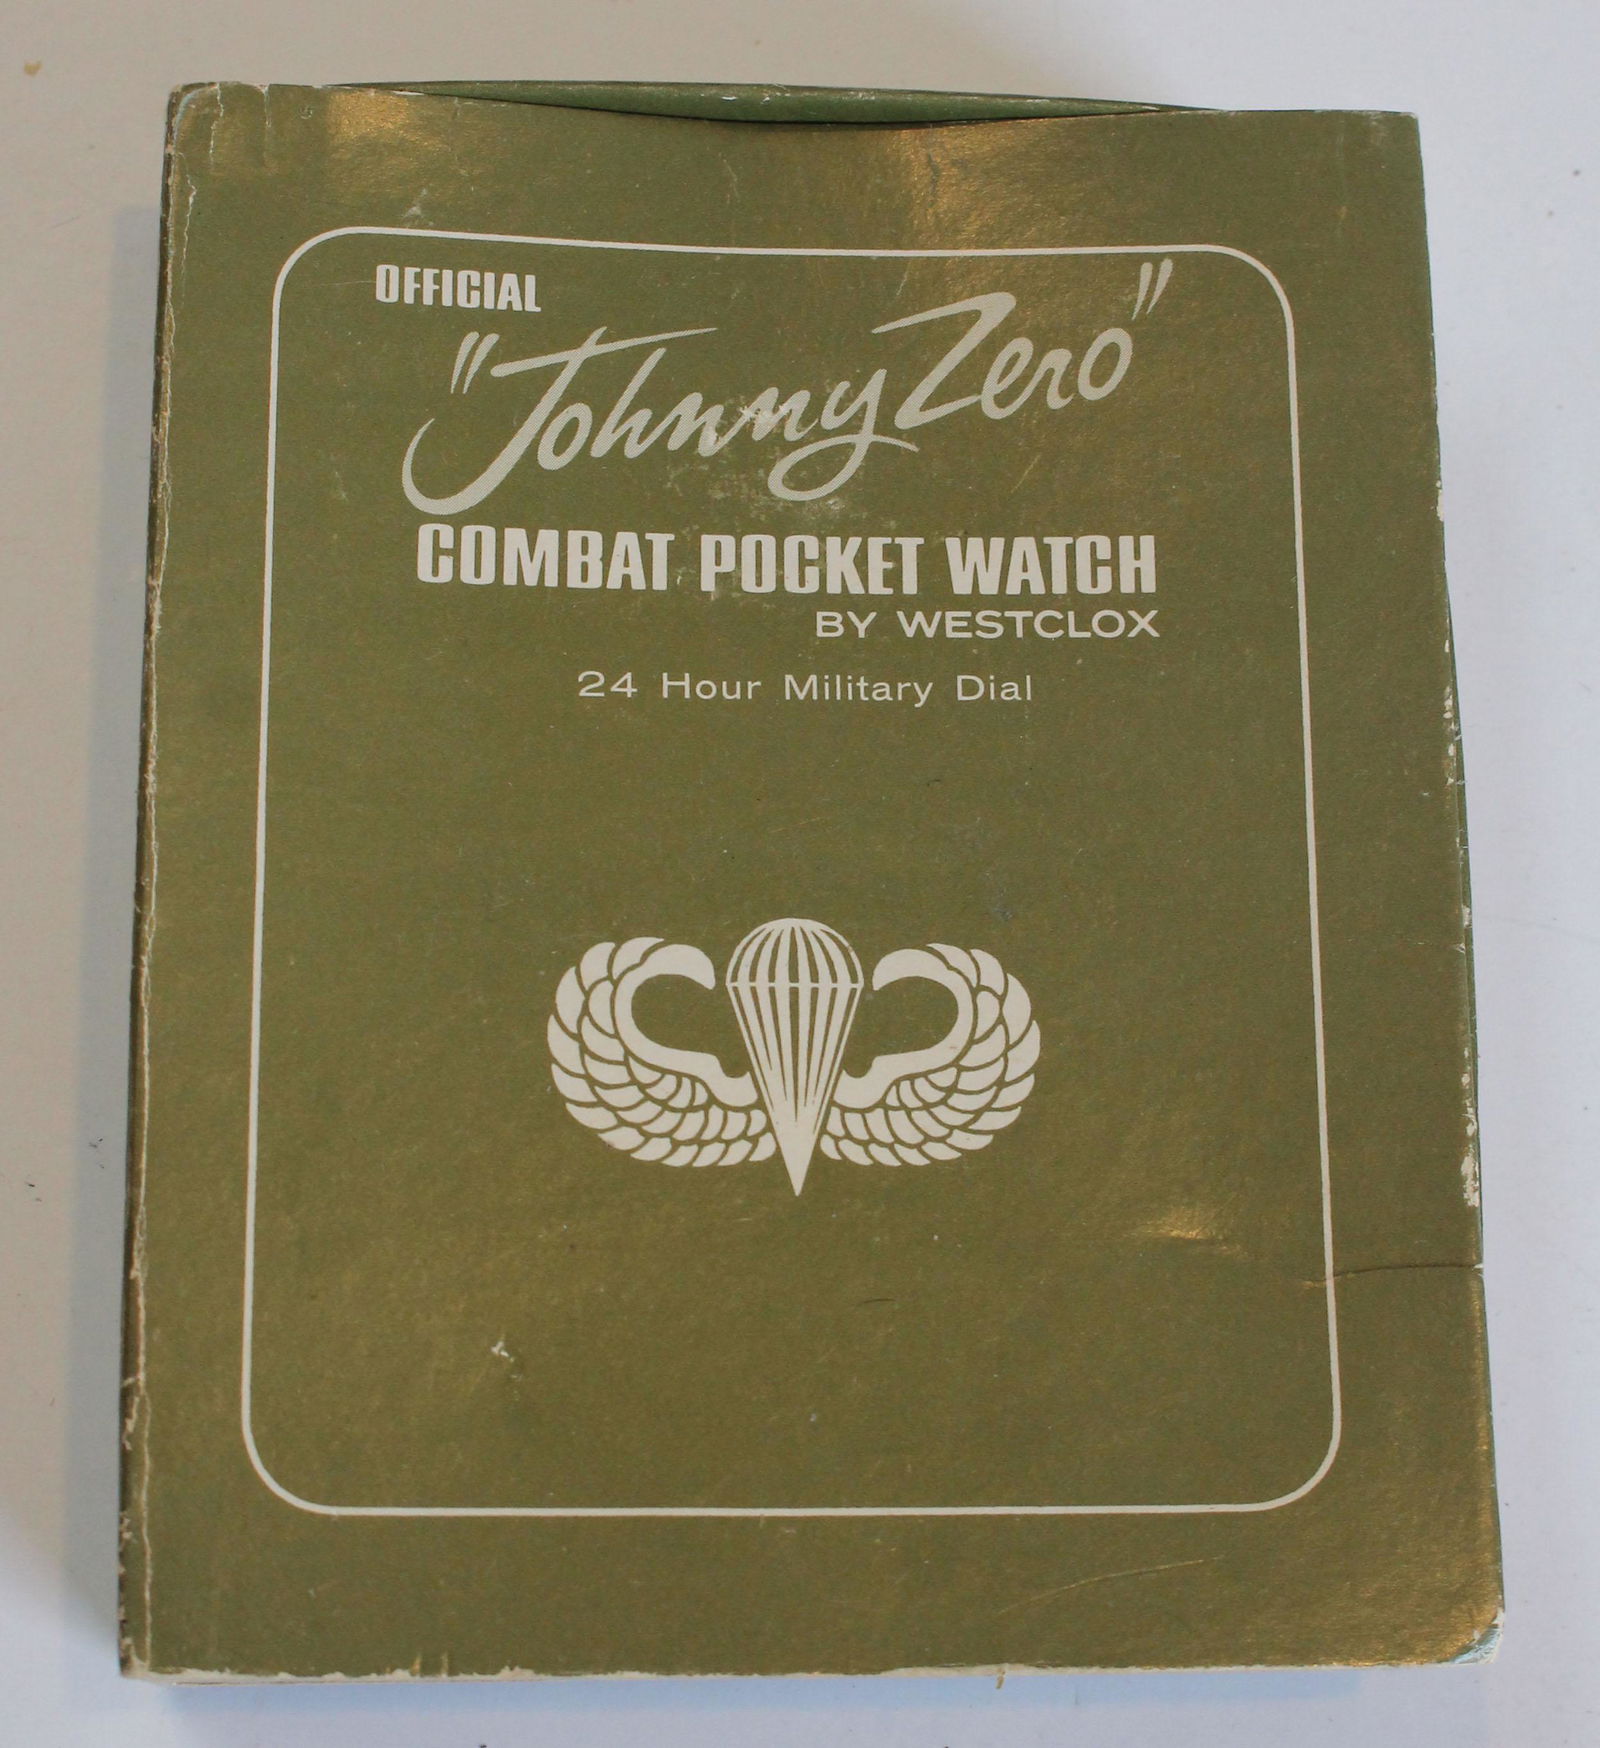 OFFICIAL
"Johnny Zero"
COMBAT POCKET WATCH
BY WESTCLOX
24 Hour Military Dial